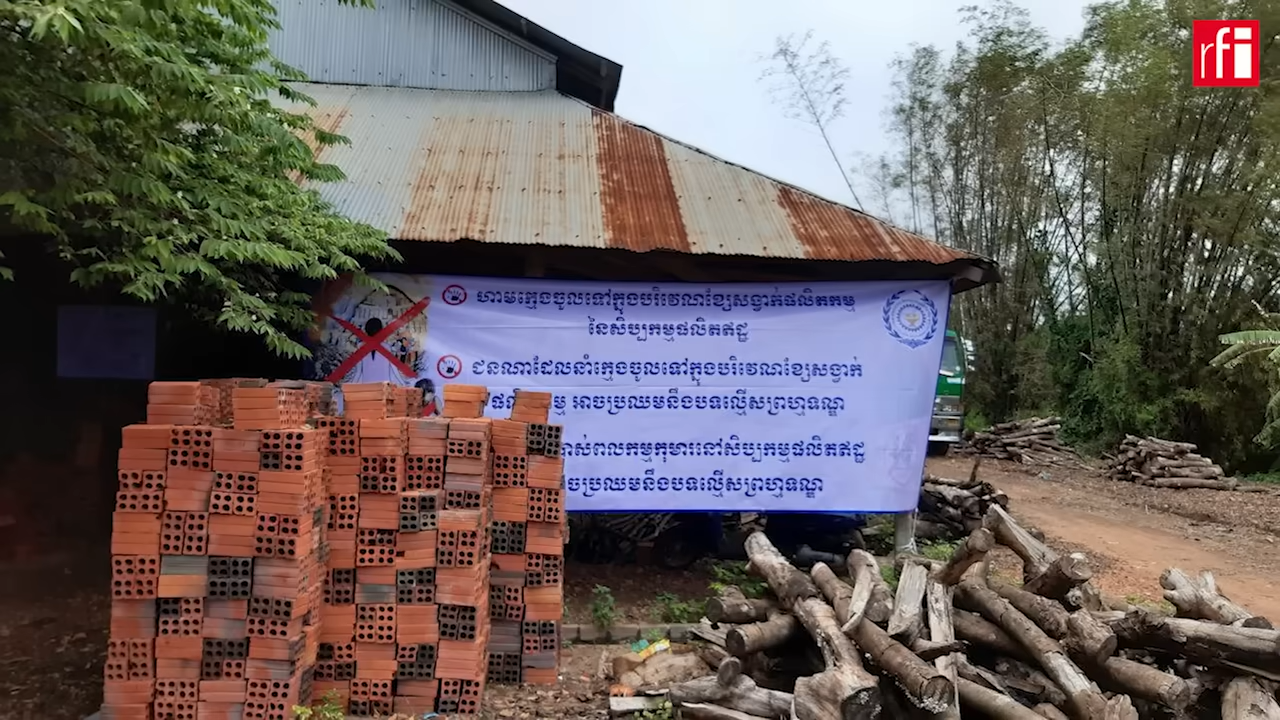 rfi
ហាមក្មេងចូលទៅក្នុងបរិវេណខ្សែសង្វាក់ផលិតកម្ម
នៃសិប្បកម្មផលិតឥដ្ឋ
ជនណាដែលនាំក្មេងចូលទៅក្នុងបរិវេណខ្សែសង្វាក់
អាចប្រឈមនឹងបទល្មើសព្រហ្មទណ្ឌ
ពលកម្មកុមារនៅសិប្បកម្មផលិតឥដ្ឋ
ប្រឈមនឹងបទល្មើសព្រហ្មទណ្ឌ